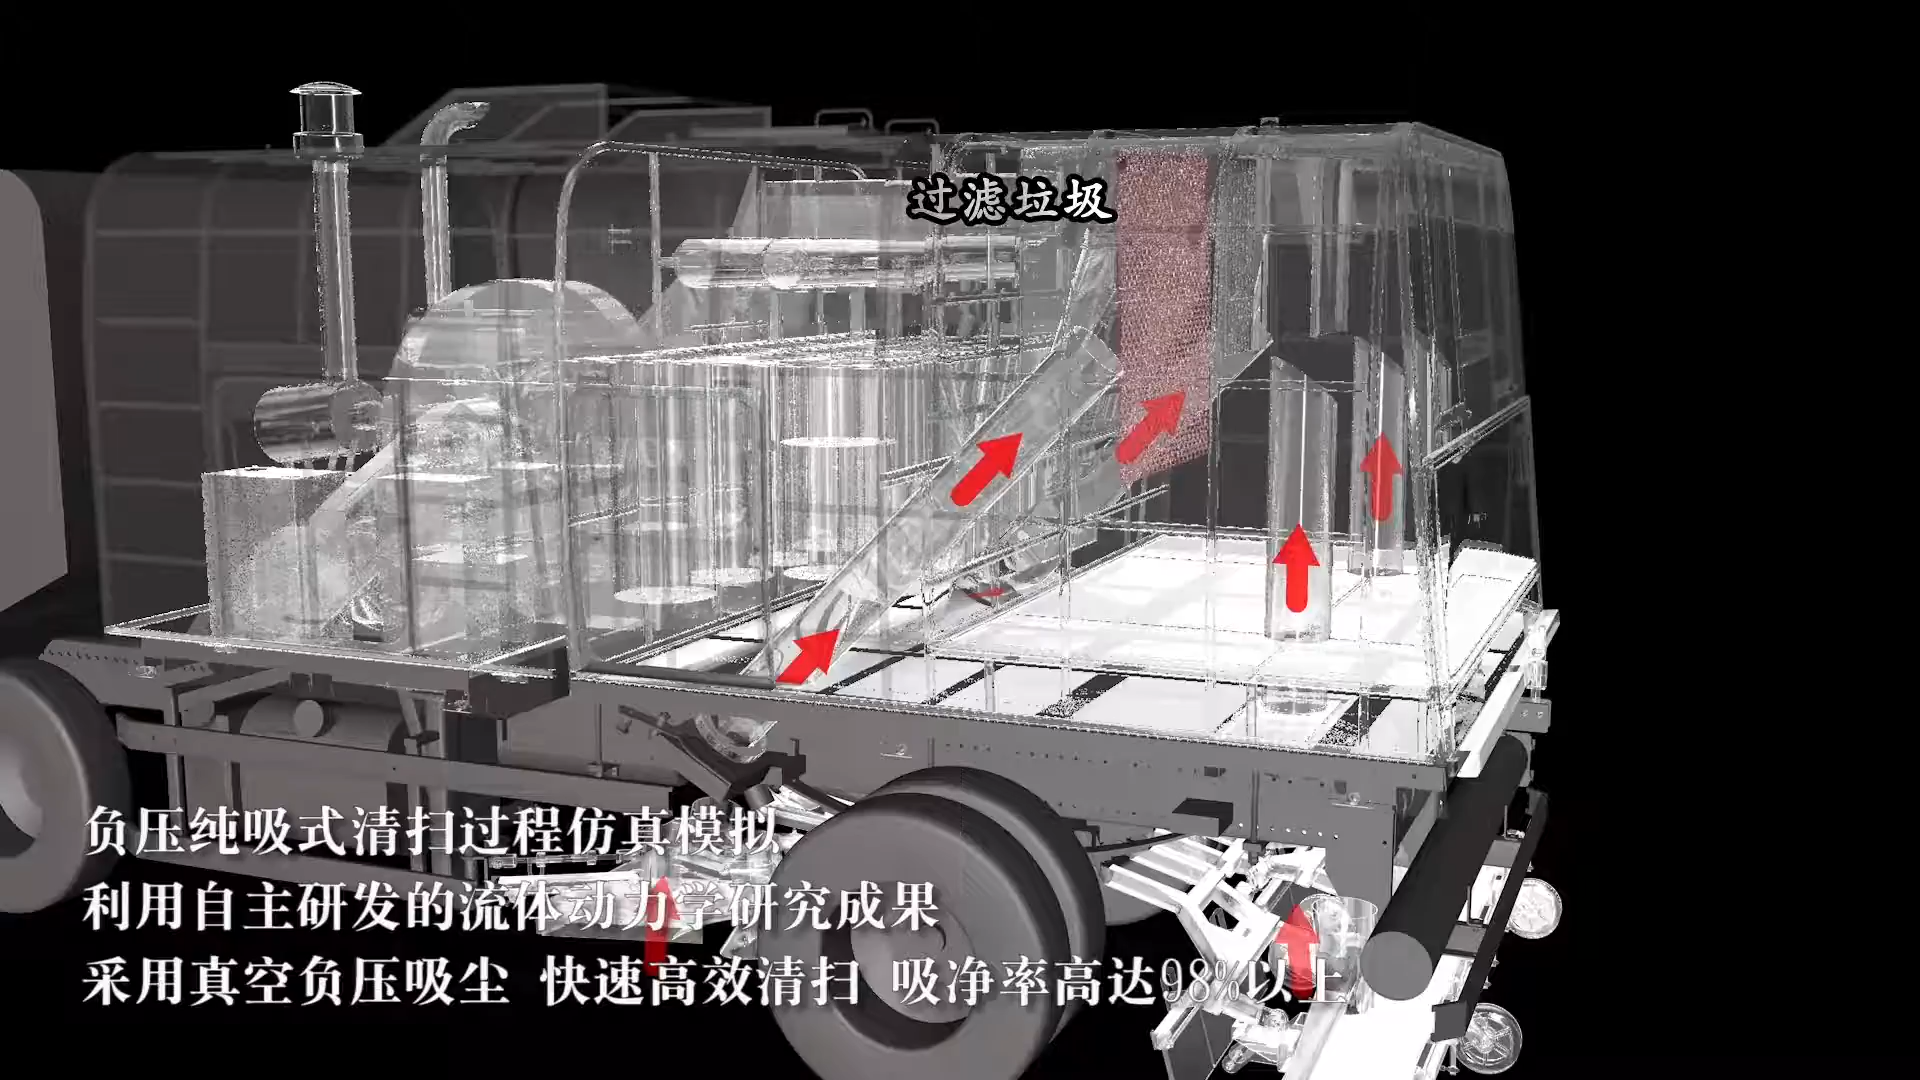 过滤垃圾
负压纯吸式清扫过程仿真模拟
利用自主研发的流体动力学研究成果
采用真空负压吸尘 快速高效清扫 吸净率高达98%以上